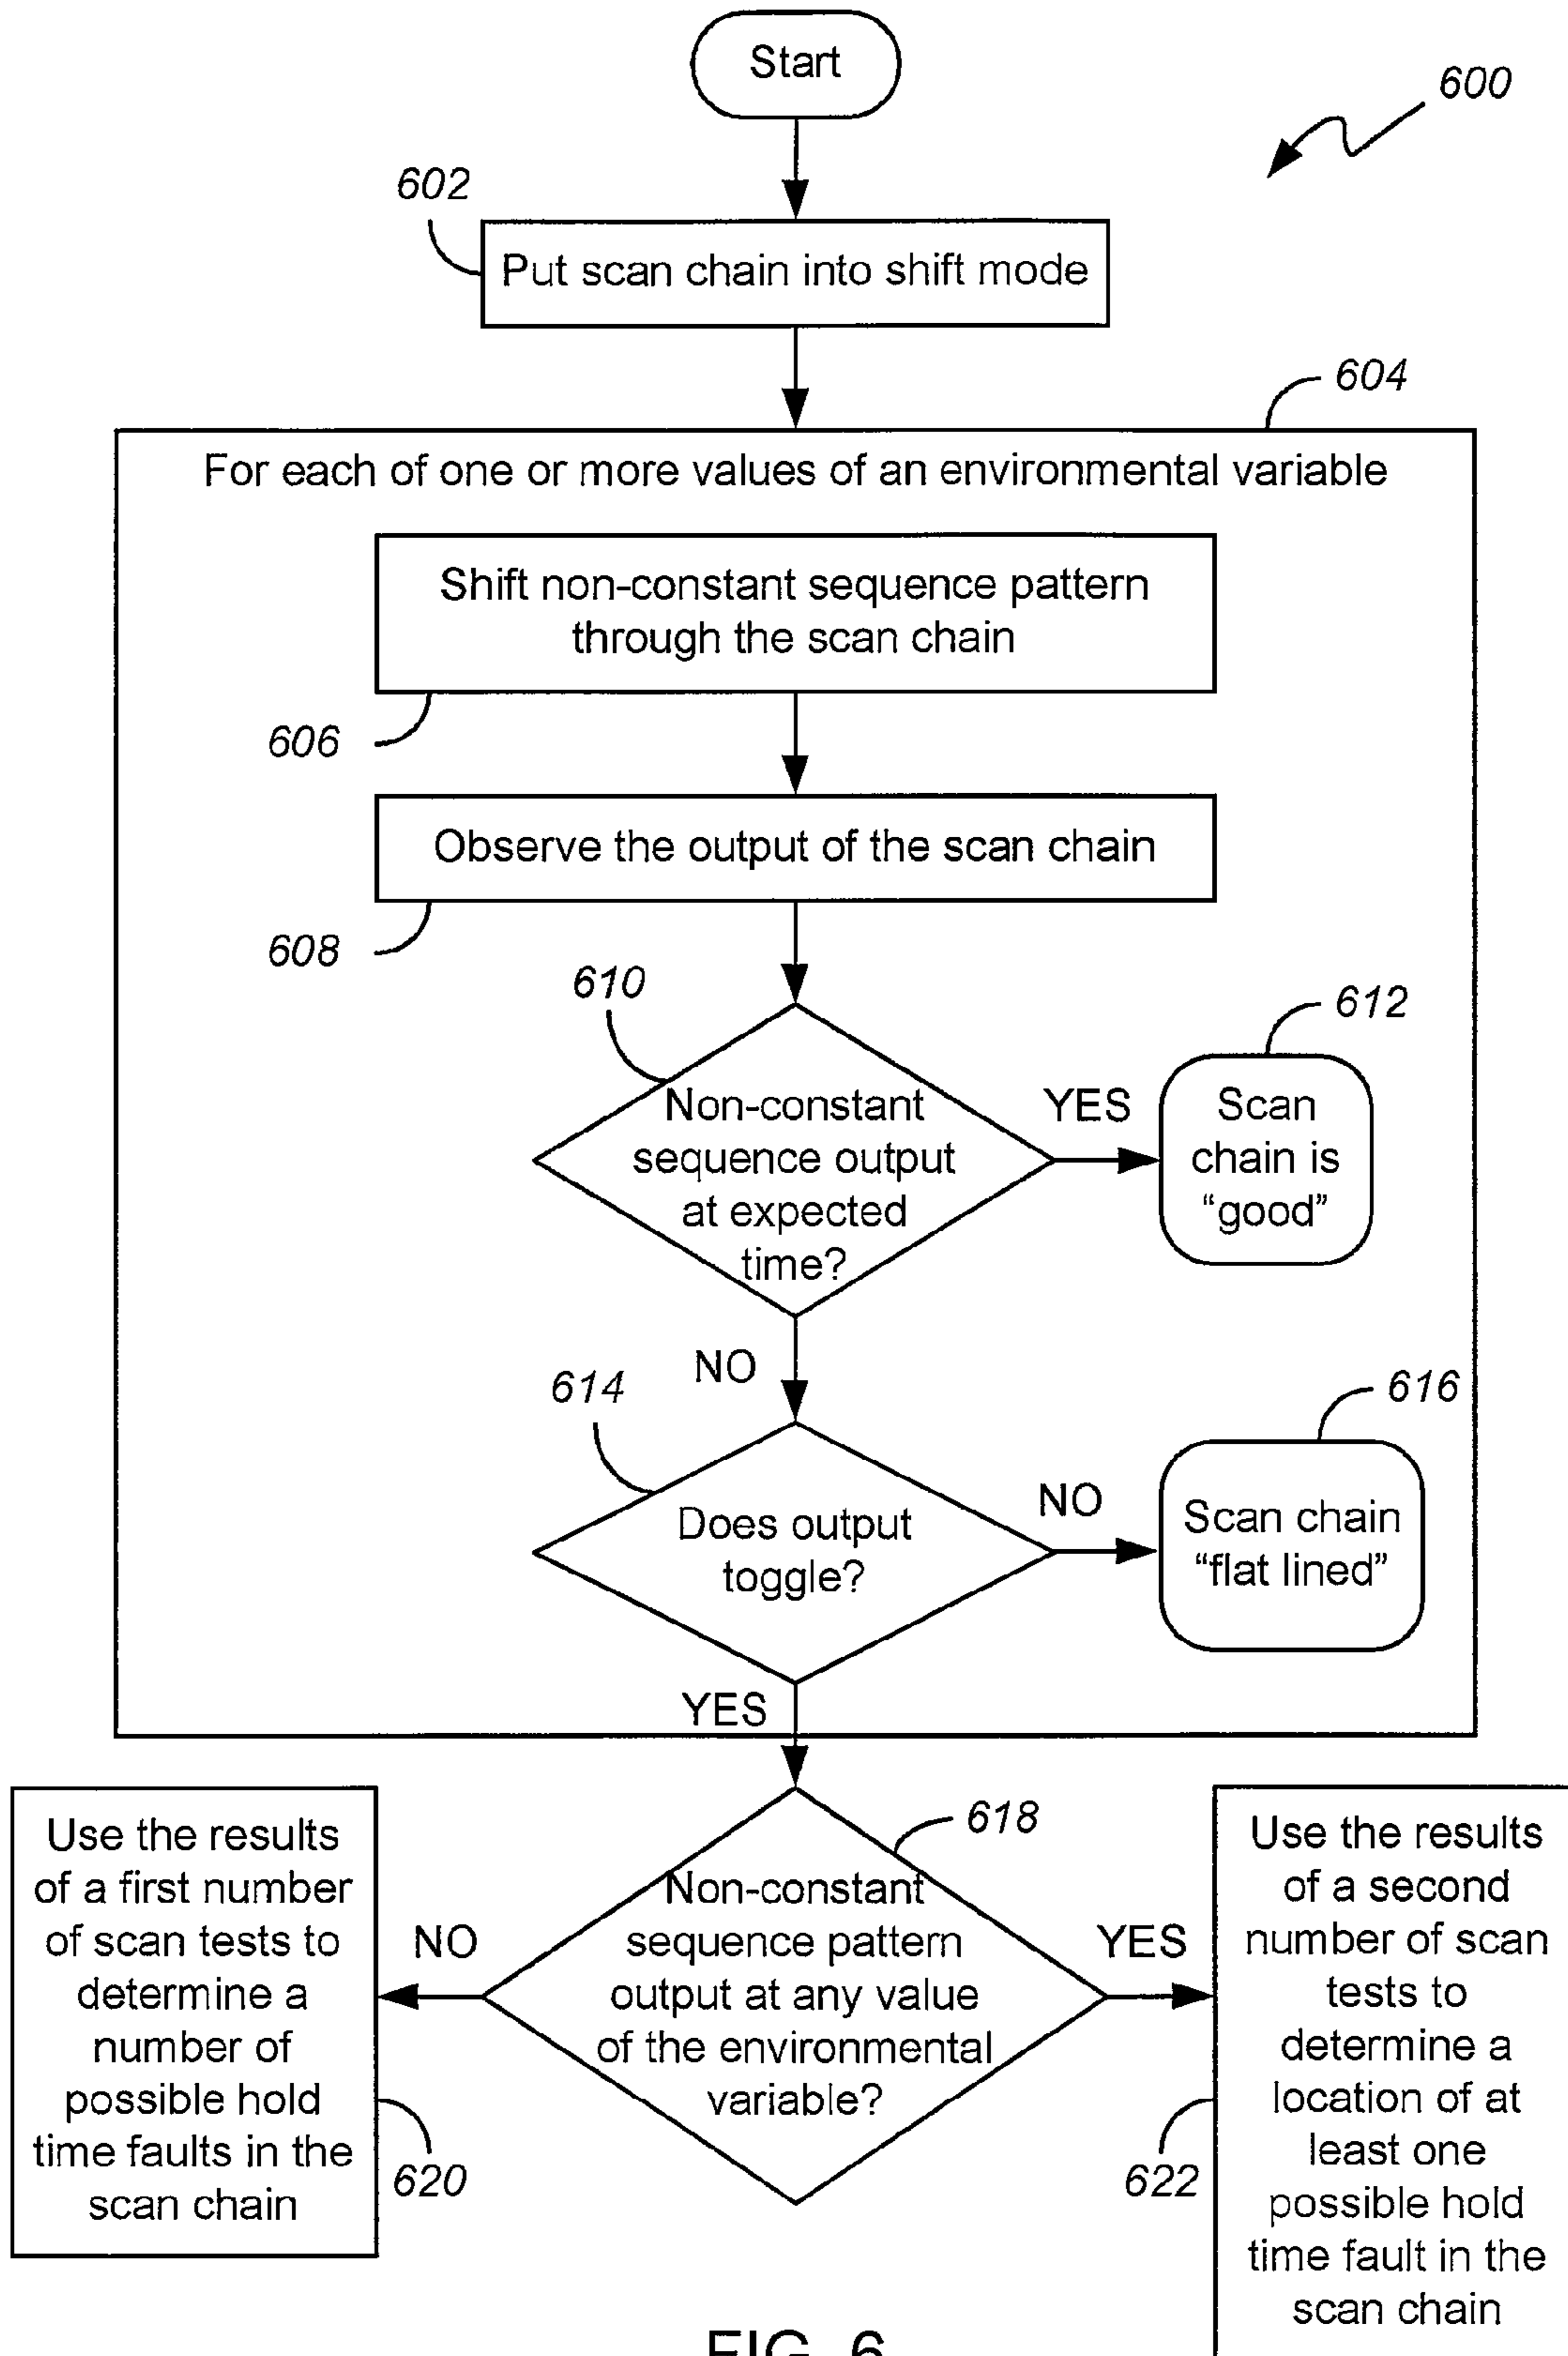 Start
600
602
Put scan chain into shift mode
604
For each of one or more values of an environmental variable
Shift non-constant sequence pattern
through the scan chain
606
Observe the output of the scan chain
608
610
Non-constant
sequence output
at expected
time?
YES
612
Scan
chain is
“good”
NO
614
Does output
toggle?
NO
616
Scan chain
“flat lined”
YES
618
Non-constant
sequence pattern
output at any value
of the environmental
variable?
NO
Use the results
of a first number
of scan tests to
determine a
number of
possible hold
time faults in the
scan chain
620
YES
Use the results
of a second
number of scan
tests to
determine a
location of at
least one
possible hold
time fault in the
scan chain
622
FIG. 6